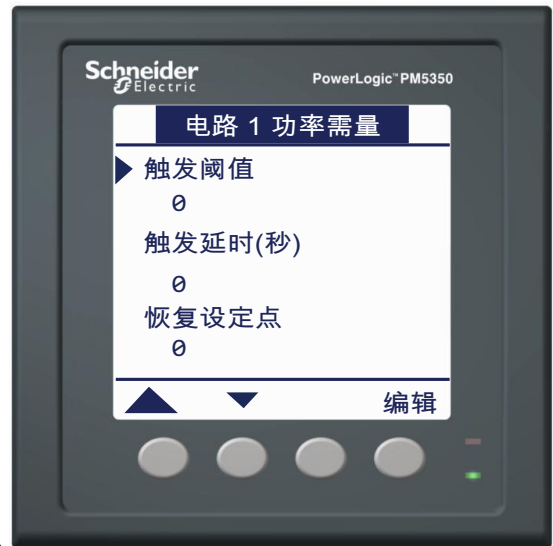 Schneider
Electric
PowerLogic™ PM5350
电路 1 功率需量
触发阈值
0
触发延时(秒)
0
恢复设定点
0
编辑